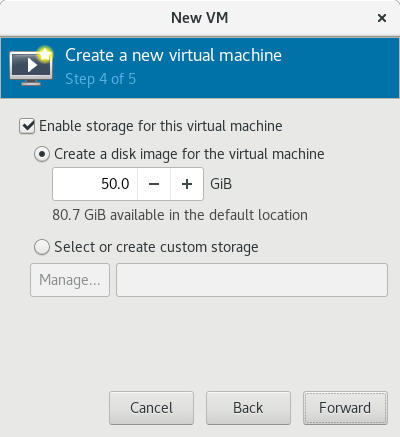 New VM
Create a new virtual machine
Step 4 of 5
Enable storage for this virtual machine
Create a disk image for the virtual machine
50.0 − + GiB
80.7 GiB available in the default location
Select or create custom storage
Manage...
Cancel Back Forward